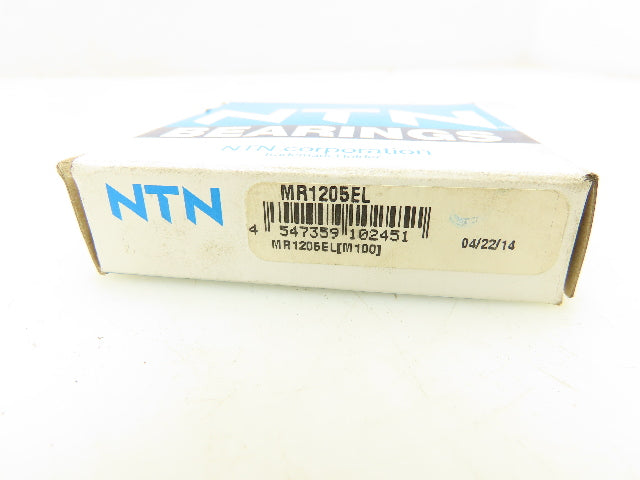 NTN
BEARINGS
NTN corporation
NTN
MR1205EL
4 547359 102451
MR1205EL[M100]
04/22/14